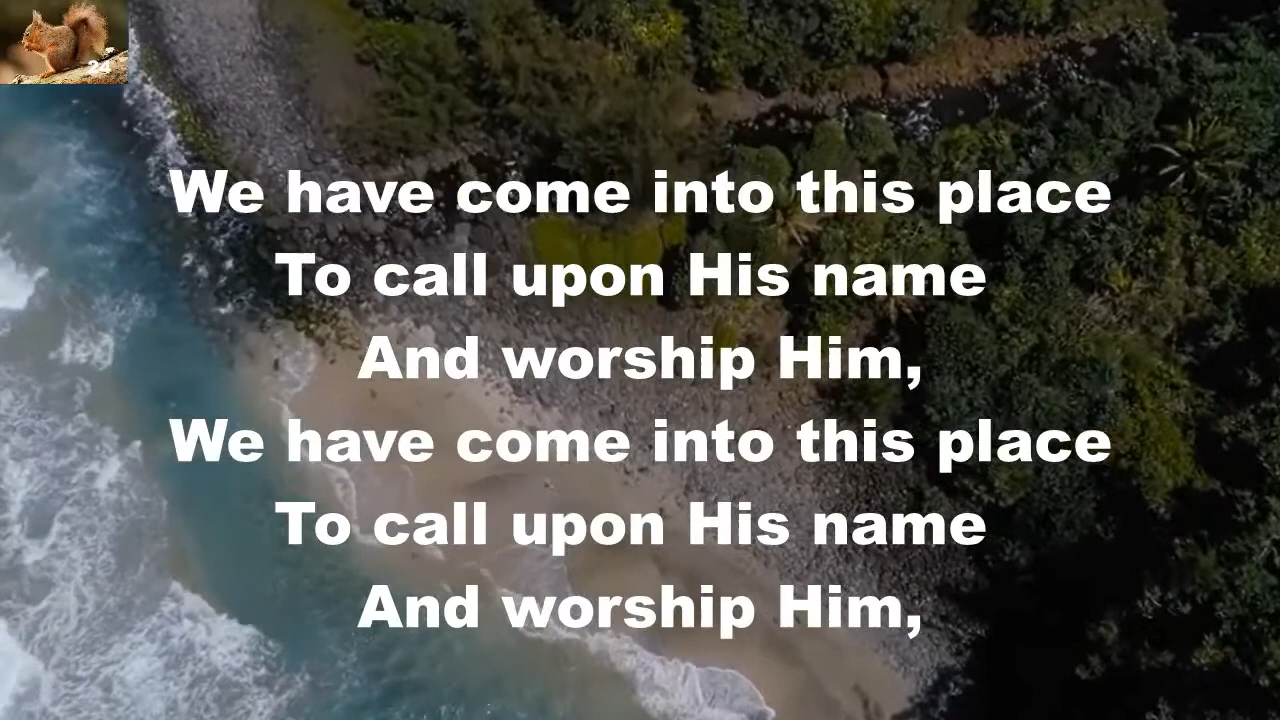 24
We have come into this place
To call upon His name
And worship Him,
We have come into this place
To call upon His name
And worship Him,